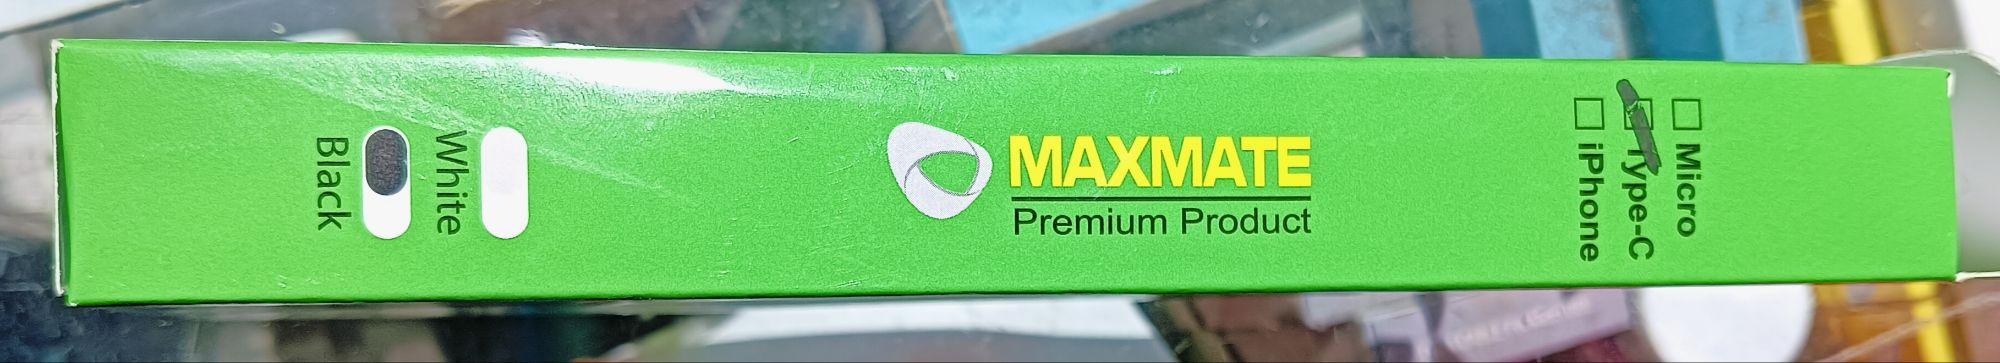 White
Black
MAXMATE
Premium Product
Micro
Type-C
iPhone